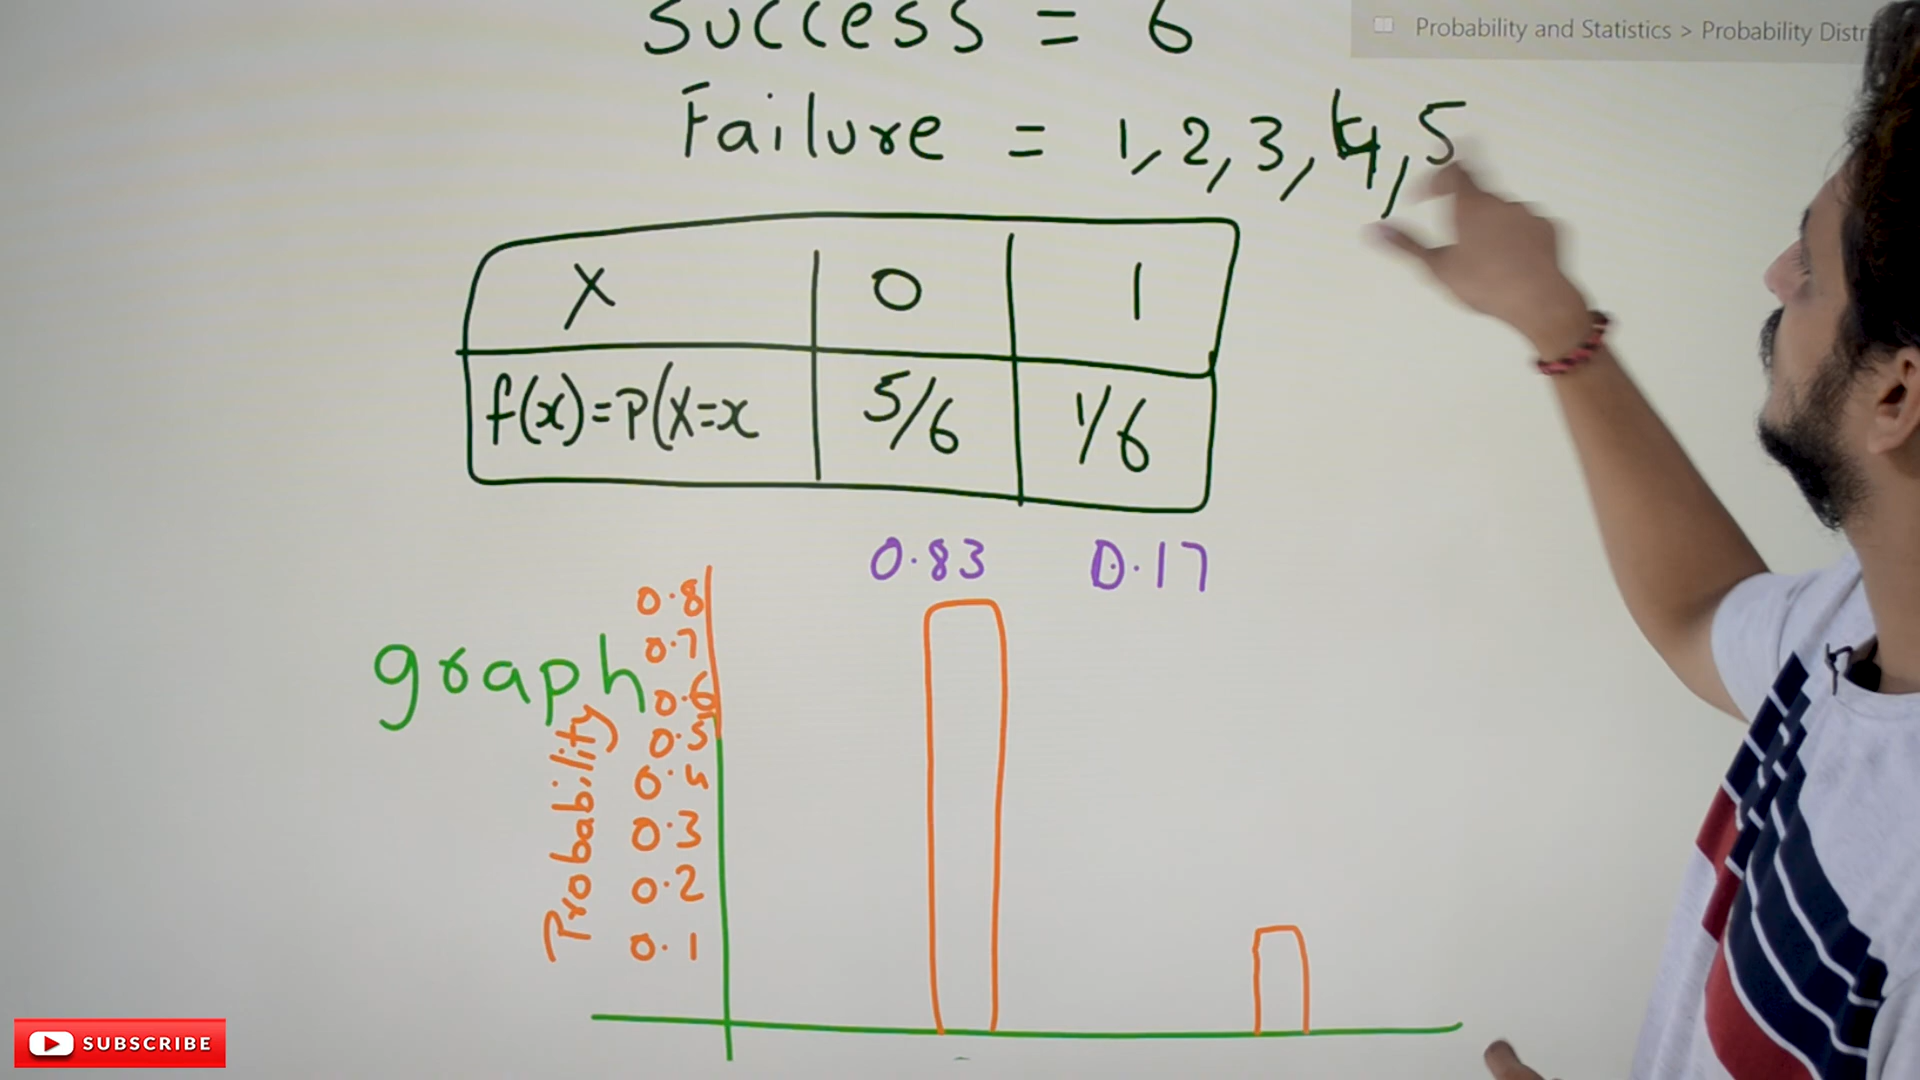 Probability and Statistics > Probability Distr
Success = 6
Failure = 1, 2, 3, 4, 5
X 0 1
f(x)=P(X=x 5/6 1/6
0.83 0.17
graph
Probability
0.8
0.7
0.6
0.5
0.4
0.3
0.2
0.1
SUBSCRIBE